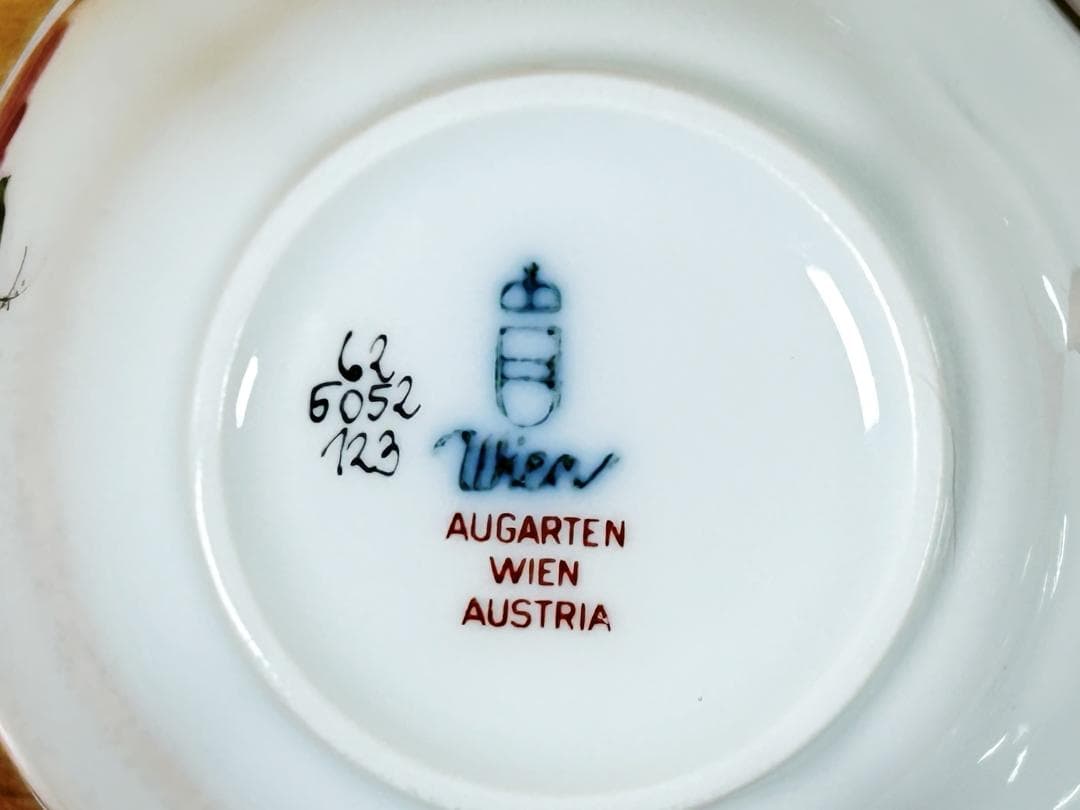 62
5052
123
Wien
AUGARTEN
WIEN
AUSTRIA